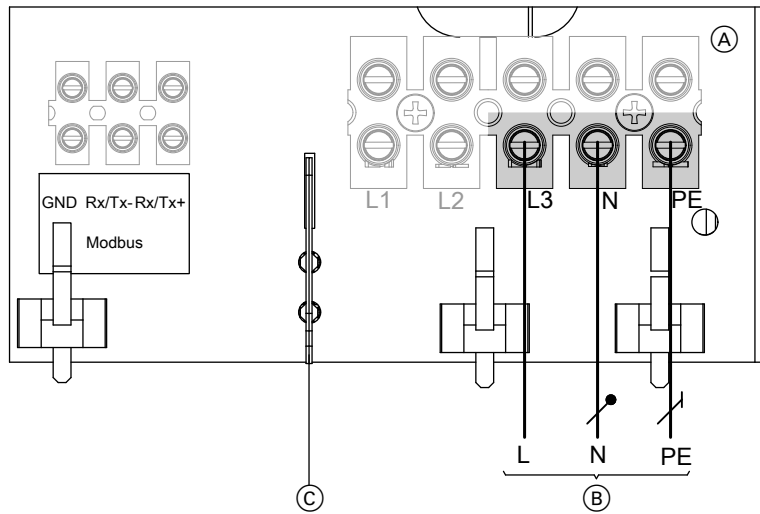 A
L1 L2 L3 N PE
GND Rx/Tx- Rx/Tx+
Modbus
L N PE
C B